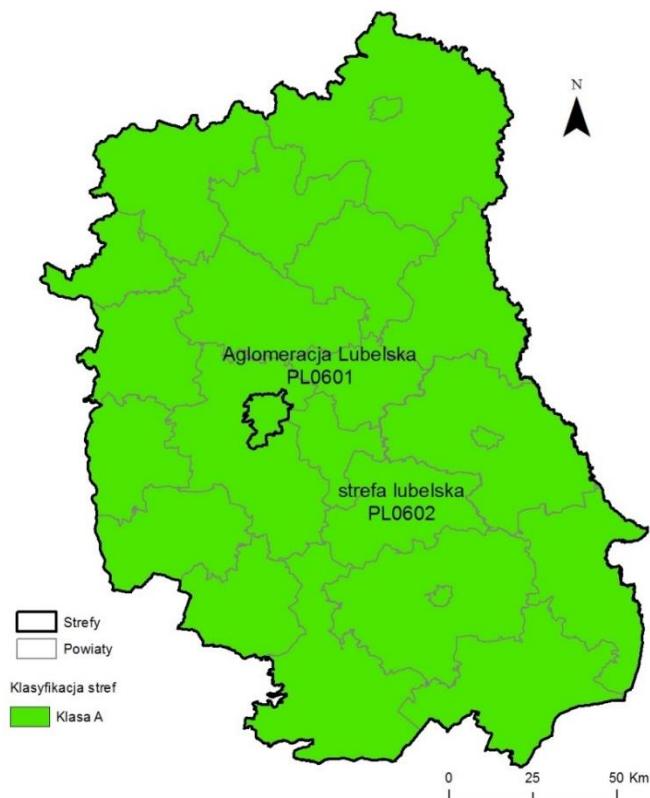 N
Aglomeracja Lubelska
PL0601
strefa lubelska
PL0602
Strefy
Powiaty
Klasyfikacja stref
Klasa A
0 25 50 Km